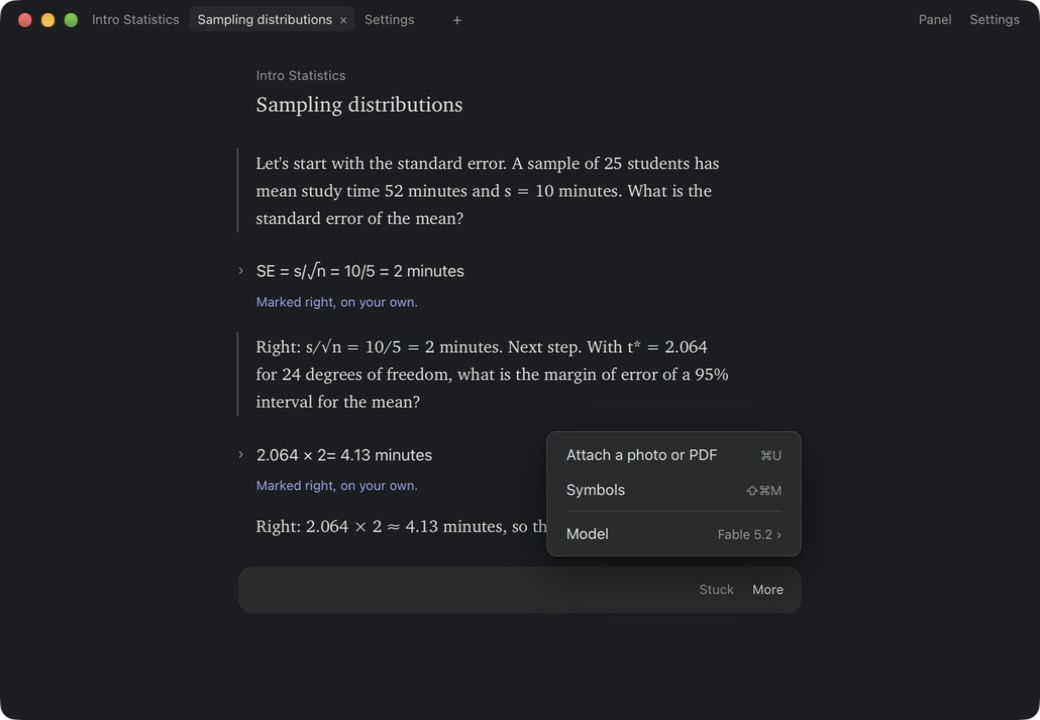 Intro Statistics
Sampling distributions ×
Settings
+
Panel
Settings
Intro Statistics
Sampling distributions
Let's start with the standard error. A sample of 25 students has
mean study time 52 minutes and s = 10 minutes. What is the
standard error of the mean?
› SE = s/√n = 10/5 = 2 minutes
Marked right, on your own.
Right: s/√n = 10/5 = 2 minutes. Next step. With t* = 2.064
for 24 degrees of freedom, what is the margin of error of a 95%
interval for the mean?
› 2.064 × 2= 4.13 minutes
Marked right, on your own.
Right: 2.064 × 2 ≈ 4.13 minutes, so
Attach a photo or PDF ⌘U
Symbols ⇧⌘M
Model Fable 5.2 ›
Stuck
More